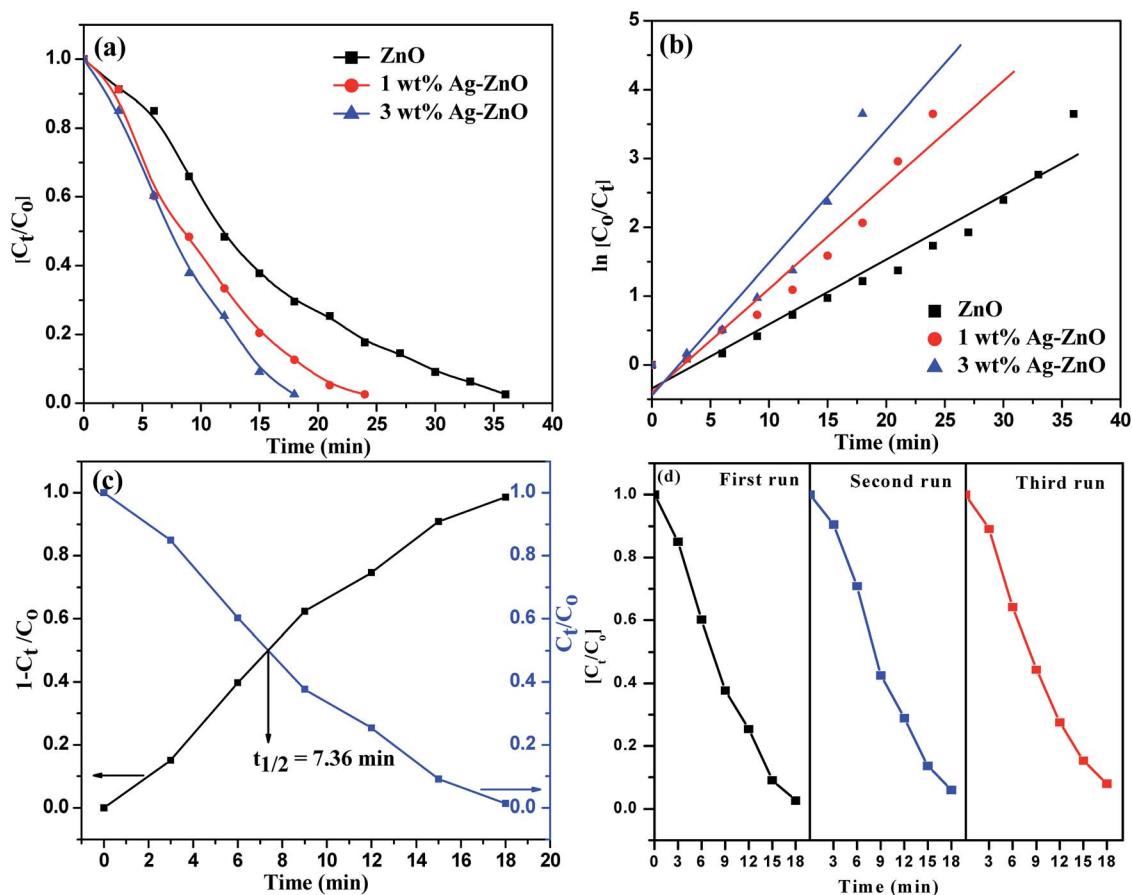 (a)
ZnO
1 wt% Ag-ZnO
3 wt% Ag-ZnO
[Ct/Co]
1.0
0.8
0.6
0.4
0.2
0.0
0 5 10 15 20 25 30 35 40
Time (min)
(b)
ln [Co/Ct]
5
4
3
2
1
0
ZnO
1 wt% Ag-ZnO
3 wt% Ag-ZnO
0 5 10 15 20 25 30 35 40
Time (min)
(c)
1-Ct/Co
1.0
0.8
0.6
0.4
0.2
0.0
t1/2 = 7.36 min
1.0
0.8
0.6
0.4
0.2
0.0
Ct/Co
0 2 4 6 8 10 12 14 16 18 20
Time (min)
(d)
First run
Second run
Third run
[Ct/Co]
1.0
0.8
0.6
0.4
0.2
0.0
0 3 6 9 12 15 18 0 3 6 9 12 15 18 3 6 9 12 15 18
Time (min)